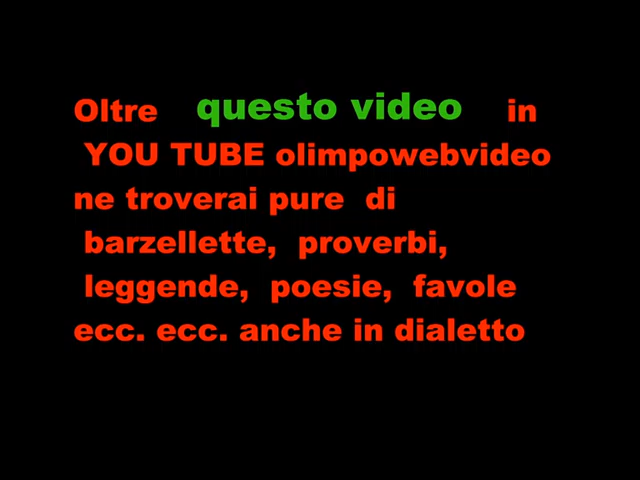 Oltre questo video in
YOU TUBE olimpowebvideo
ne troverai pure di
barzellette, proverbi,
leggende, poesie, favole
ecc. ecc. anche in dialetto